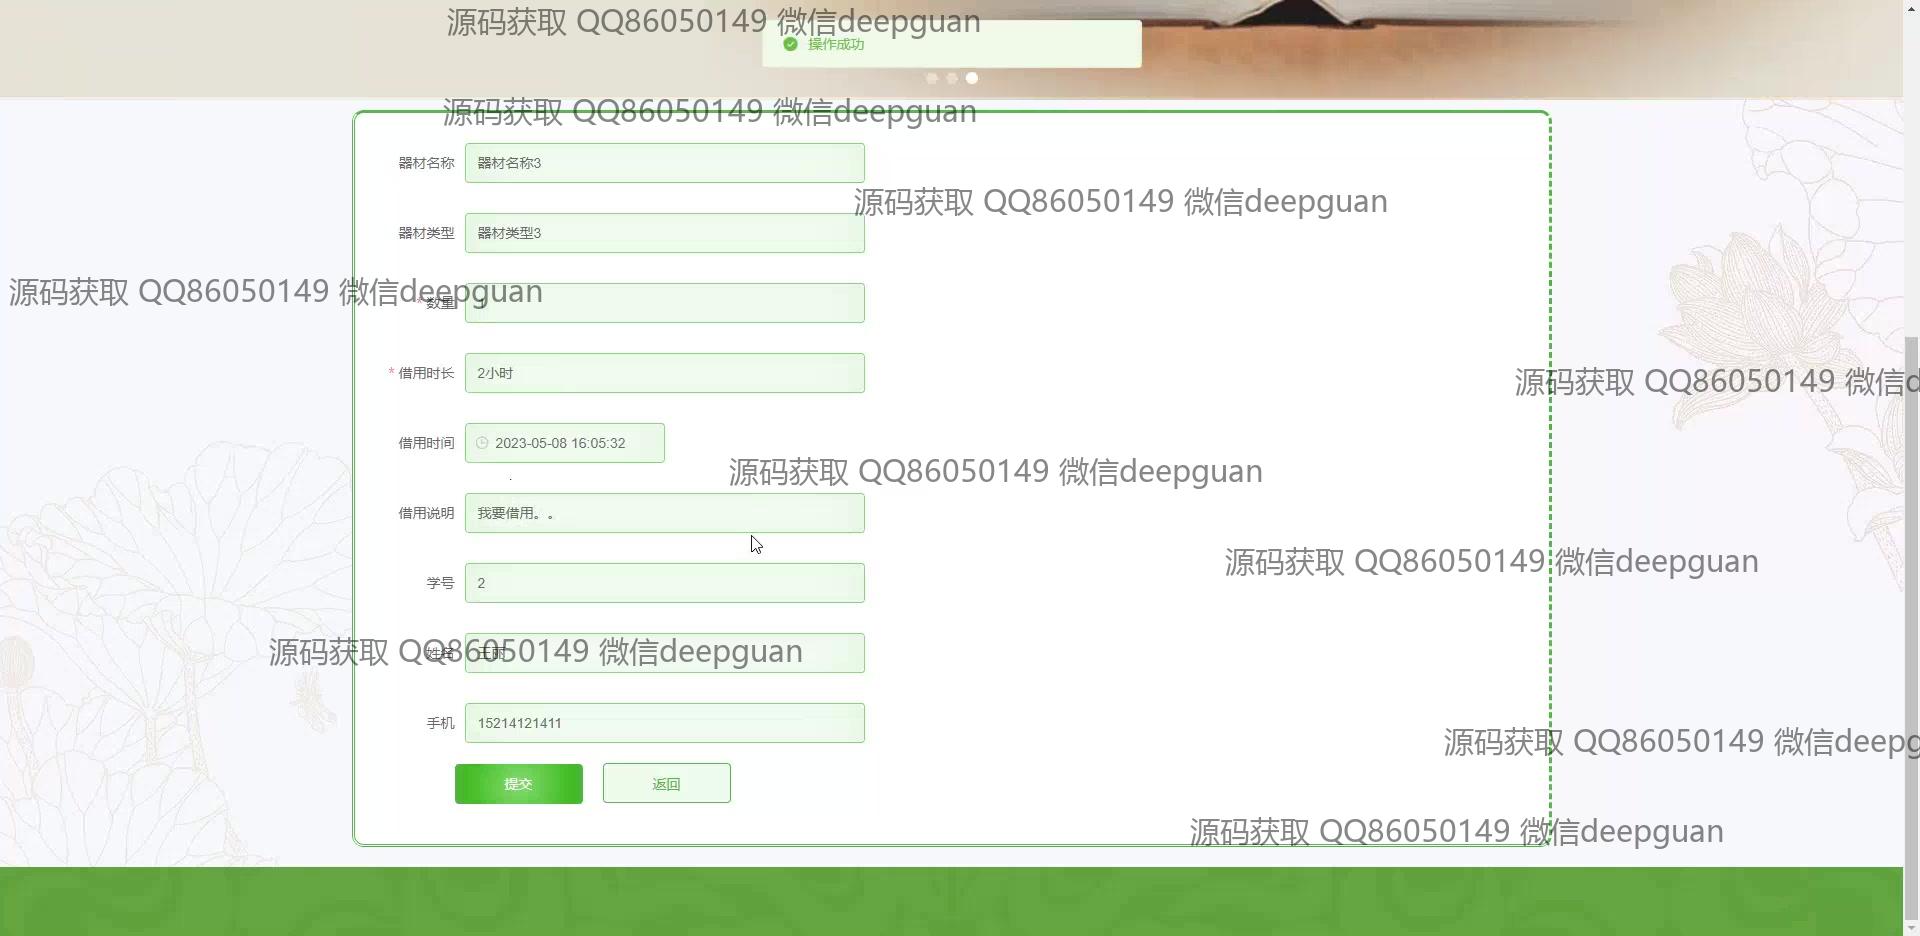 源码获取 QQ86050149 微信deepguan
操作成功
源码获取 QQ86050149 微信deepguan
器材名称 器材名称3
源码获取 QQ86050149 微信deepguan
器材类型 器材类型3
源码获取 QQ86050149 微信deepguan
* 数量 1
* 借用时长 2小时
源码获取 QQ86050149 微信d
借用时间 2023-05-08 16:05:32
源码获取 QQ86050149 微信deepguan
借用说明 我要借用。。
源码获取 QQ86050149 微信deepguan
学号 2
源码获取 QQ86050149 微信deepguan
姓名 王丽
手机 15214121411
源码获取 QQ86050149 微信deepg
提交 返回
源码获取 QQ86050149 微信deepguan